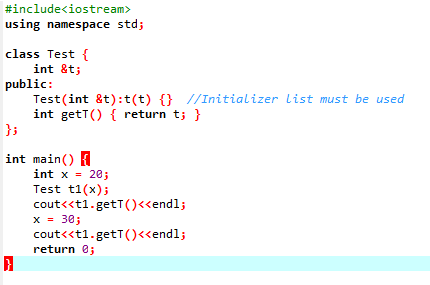 #include<iostream>
using namespace std;
class Test {
    int &t;
public:
    Test(int &t):t(t) {}  //Initializer list must be used
    int getT() { return t; }
};
int main() {
    int x = 20;
    Test t1(x);
    cout<<t1.getT()<<endl;
    x = 30;
    cout<<t1.getT()<<endl;
    return 0;
}